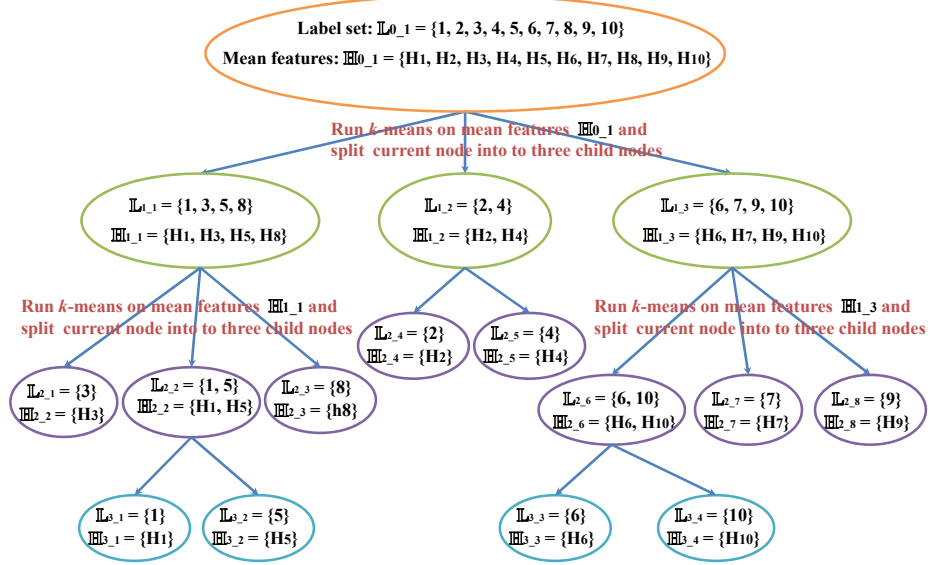 Label set: 𝕃0_1 = {1, 2, 3, 4, 5, 6, 7, 8, 9, 10}
Mean features: ℍ0_1 = {H1, H2, H3, H4, H5, H6, H7, H8, H9, H10}
Run k-means on mean features ℍ0_1 and
split current node into to three child nodes
𝕃1_1 = {1, 3, 5, 8}
ℍ1_1 = {H1, H3, H5, H8}
𝕃1_2 = {2, 4}
ℍ1_2 = {H2, H4}
𝕃1_3 = {6, 7, 9, 10}
ℍ1_3 = {H6, H7, H9, H10}
Run k-means on mean features ℍ1_1 and
split current node into to three child nodes
Run k-means on mean features ℍ1_3 and
split current node into to three child nodes
𝕃2_4 = {2}
ℍ2_4 = {H2}
𝕃2_5 = {4}
ℍ2_5 = {H4}
𝕃2_1 = {3}
ℍ2_2 = {H3}
𝕃2_2 = {1, 5}
ℍ2_2 = {H1, H5}
𝕃2_3 = {8}
ℍ2_3 = {h8}
𝕃2_6 = {6, 10}
ℍ2_6 = {H6, H10}
𝕃2_7 = {7}
ℍ2_7 = {H7}
𝕃2_8 = {9}
ℍ2_8 = {H9}
𝕃3_1 = {1}
ℍ3_1 = {H1}
𝕃3_2 = {5}
ℍ3_2 = {H5}
𝕃3_3 = {6}
ℍ3_3 = {H6}
𝕃3_4 = {10}
ℍ3_4 = {H10}